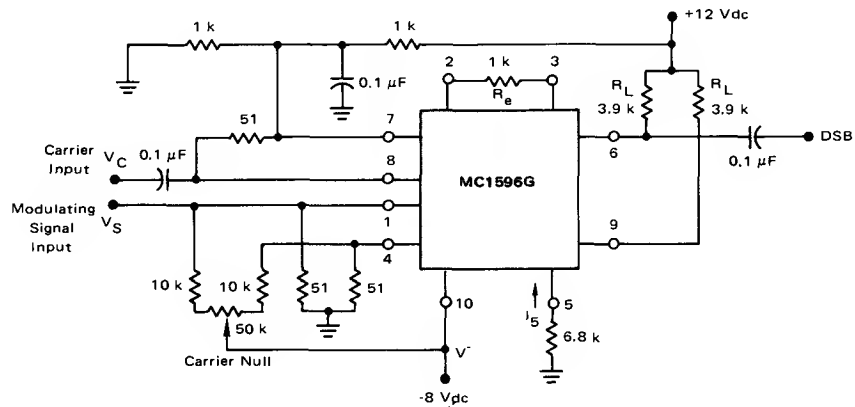 +12 Vdc
1 k
1 k
2
1 k
3
R_e
0.1 μF
R_L
3.9 k
R_L
3.9 k
51
7
6
0.1 μF
DSB
Carrier
Input
V_C
0.1 μF
8
MC1596G
Modulating
Signal
Input
V_S
1
9
4
10 k
10 k
51
51
50 k
Carrier Null
10
I_5
5
6.8 k
V-
-8 Vdc